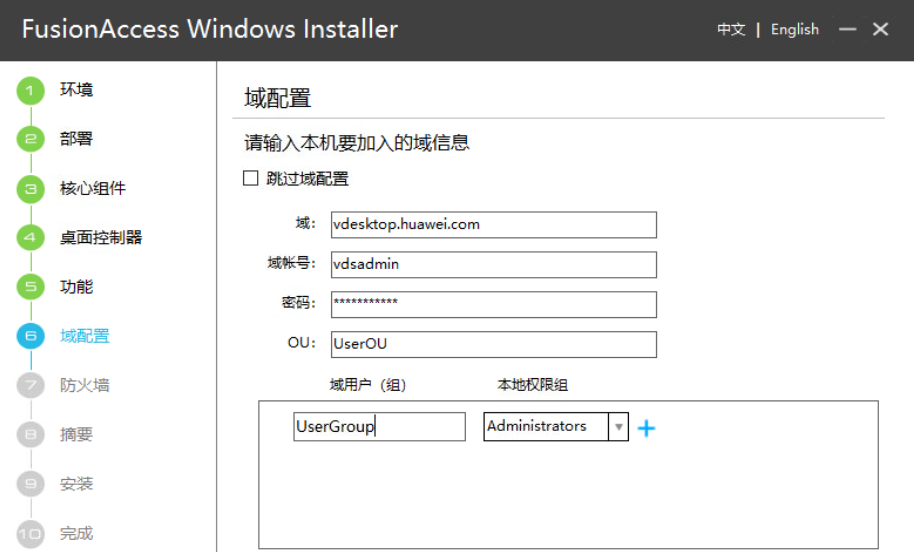 FusionAccess Windows Installer
中文 | English
1 环境
2 部署
3 核心组件
4 桌面控制器
5 功能
6 域配置
7 防火墙
8 摘要
9 安装
10 完成
域配置
请输入本机要加入的域信息
跳过域配置
域: vdesktop.huawei.com
域帐号: vdsadmin
密码: ***********
OU: UserOU
域用户（组） 本地权限组
UserGroup Administrators